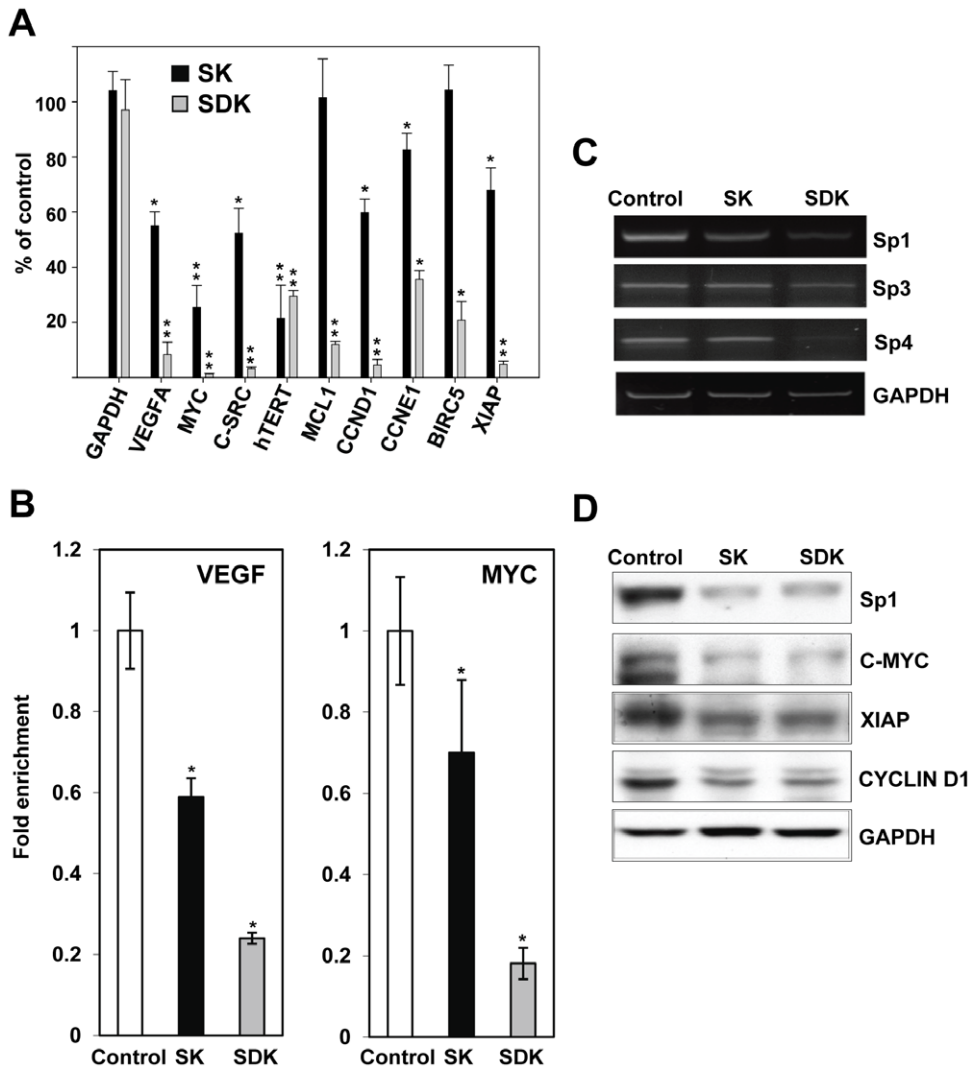 A
SK
SDK
% of control
100
80
60
40
20
* ** * ** ** * * * *
** ** ** ** ** ** * * **
GAPDH
VEGFA
MYC
C-SRC
hTERT
MCL1
CCND1
CCNE1
BIRC5
XIAP
B
Fold enrichment
1.2
1
0.8
0.6
0.4
0.2
0
VEGF
*
*
Control SK SDK
1.2
1
0.8
0.6
0.4
0.2
0
MYC
*
*
Control SK SDK
C
Control SK SDK
Sp1
Sp3
Sp4
GAPDH
D
Control SK SDK
Sp1
C-MYC
XIAP
CYCLIN D1
GAPDH